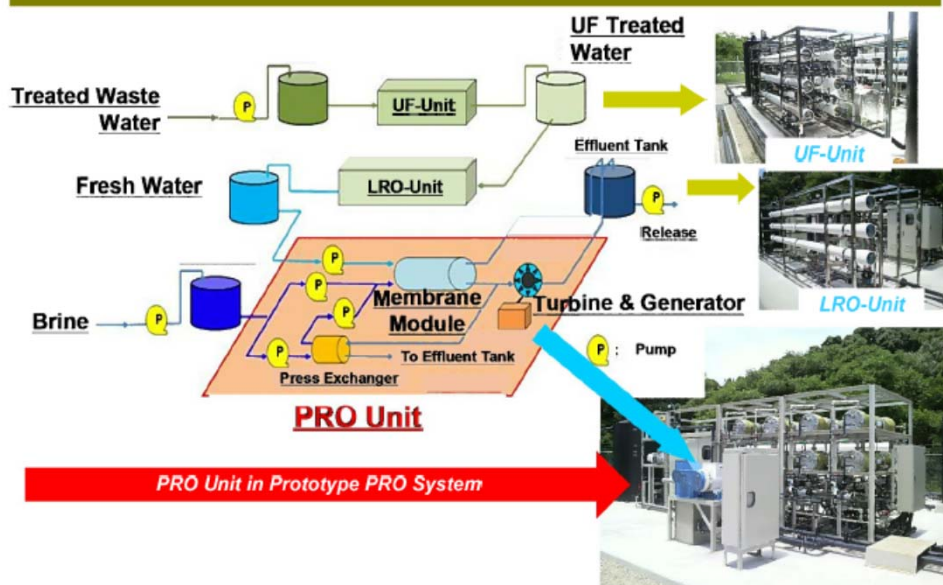 UF Treated
Water
Treated Waste
Water
P
UF-Unit
UF-Unit
Effluent Tank
Fresh Water
LRO-Unit
P
Release
P
LRO-Unit
P
Membrane
Module
P
Turbine & Generator
Brine
P
P
To Effluent Tank
P : Pump
Press Exchanger
PRO Unit
PRO Unit in Prototype PRO System